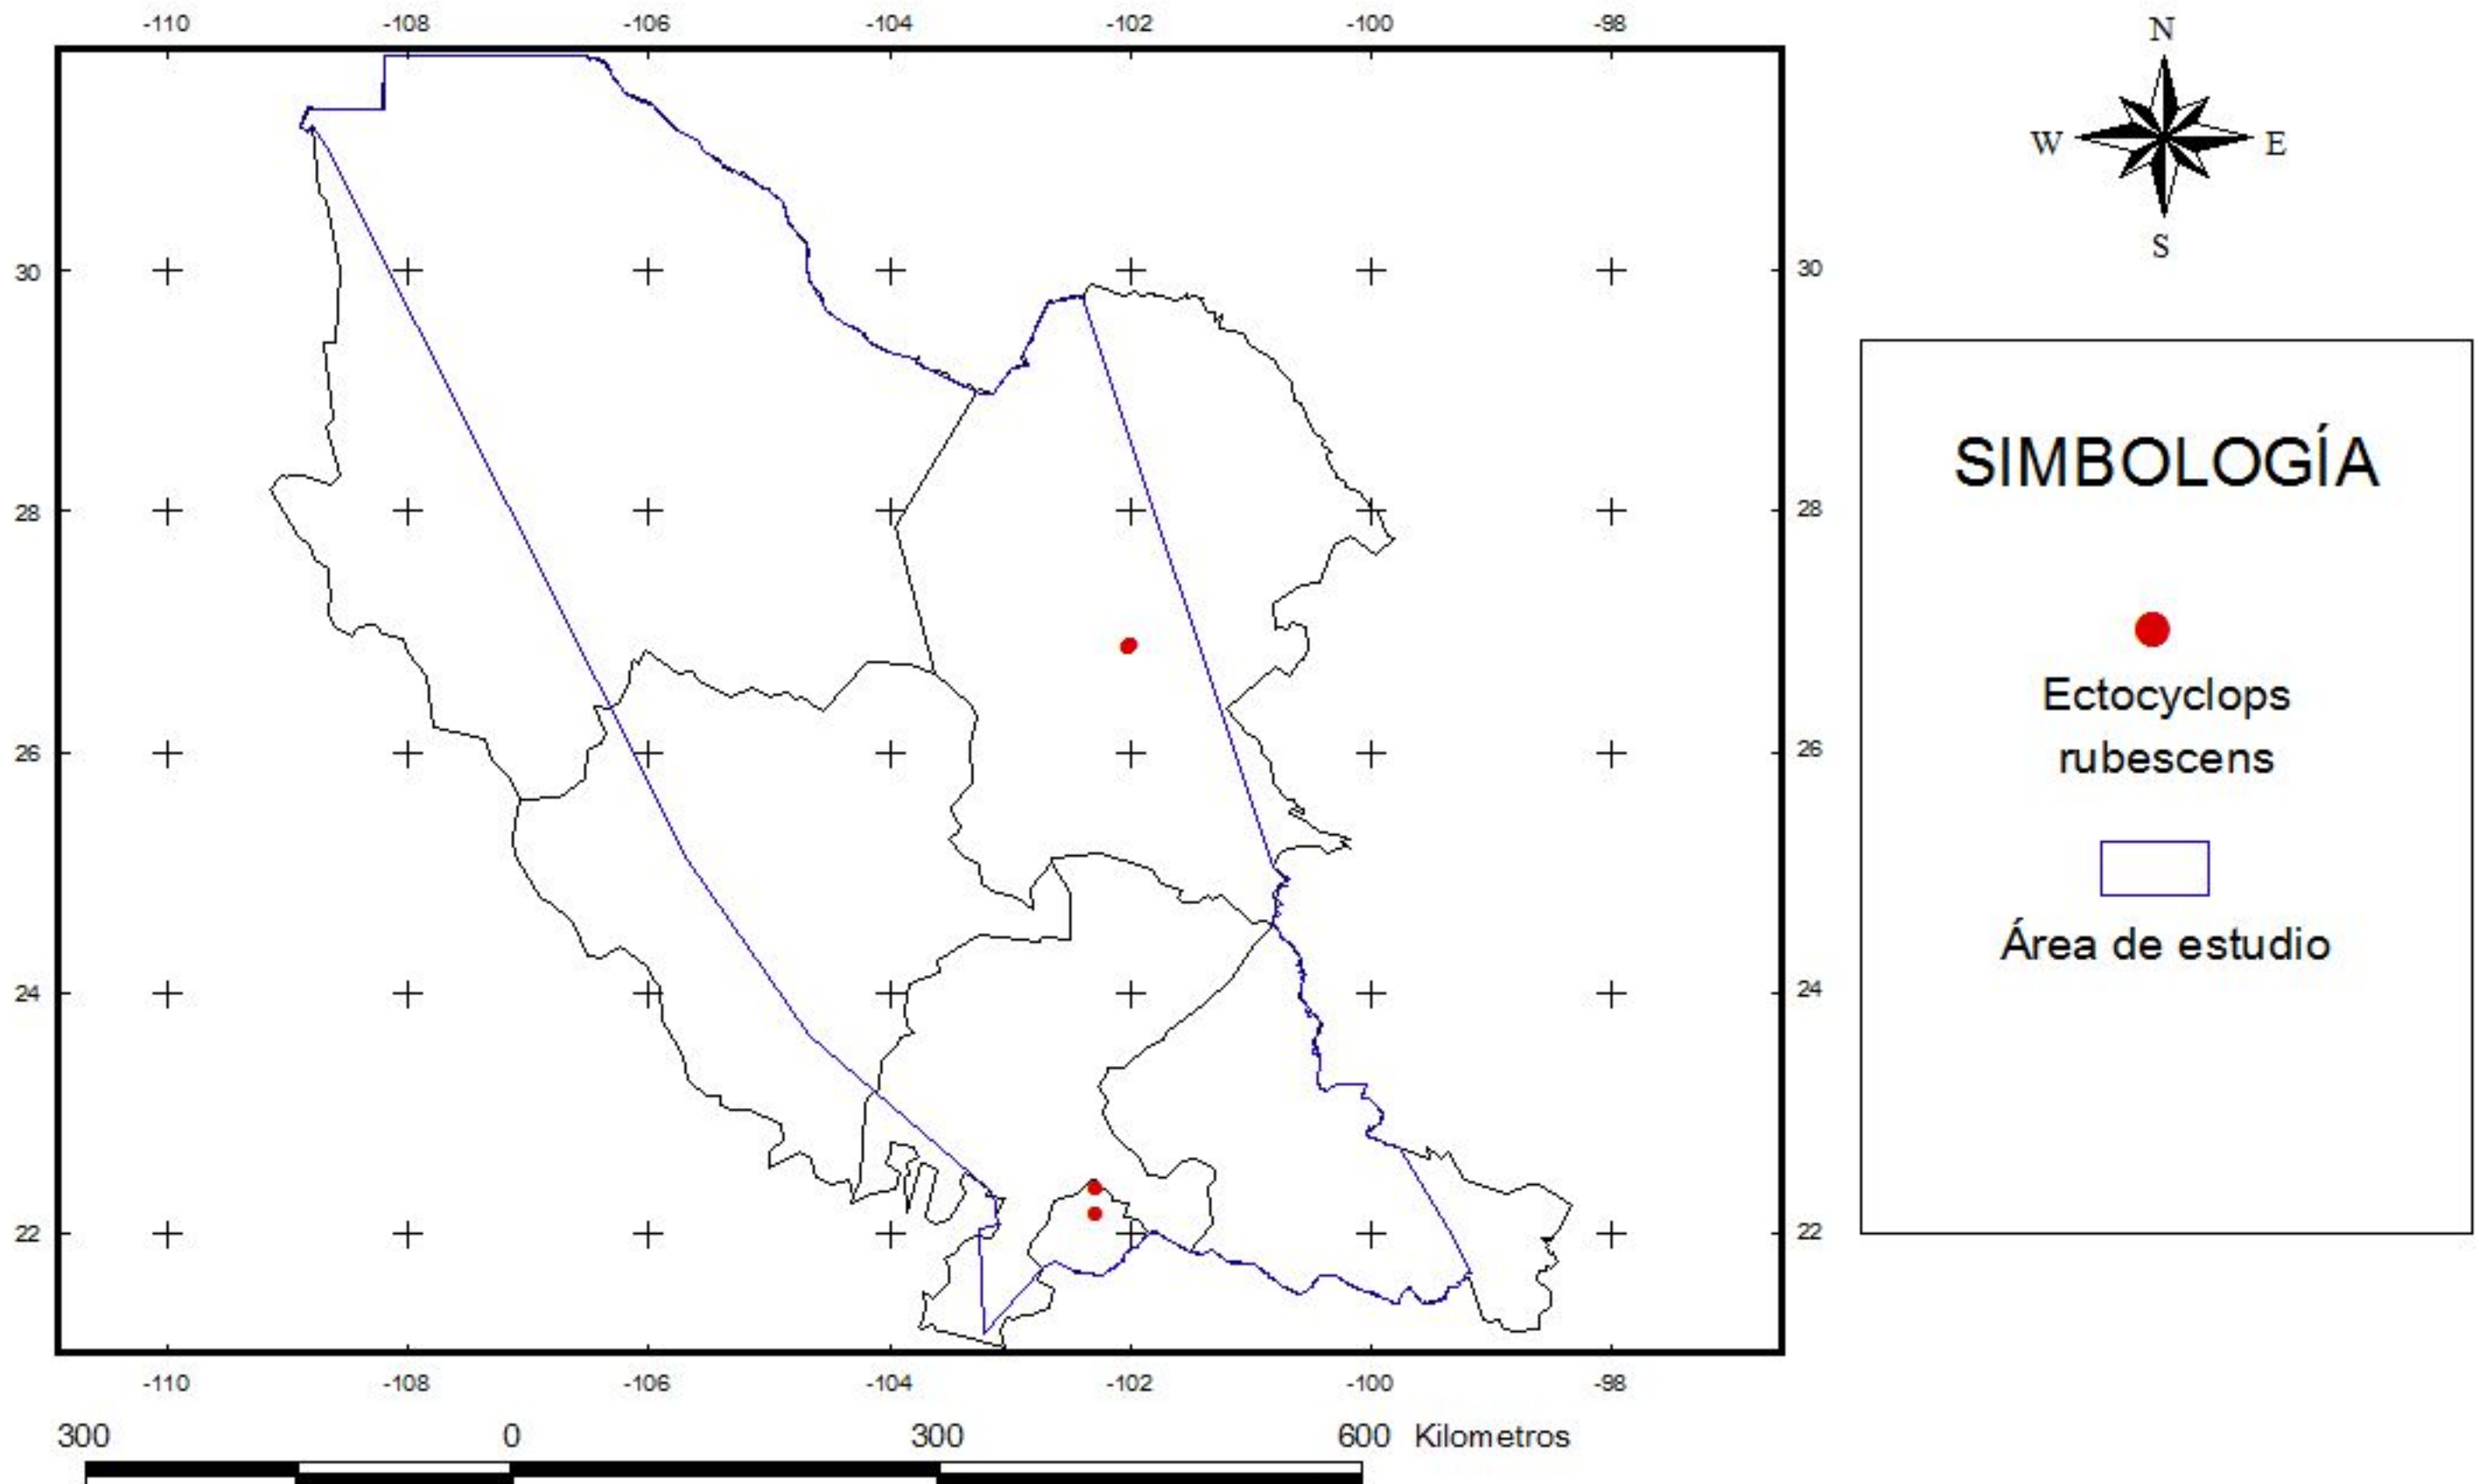 -110 -108 -106 -104 -102 -100 -98
N
W E
S
30 30
28 28
26 26
24 24
22 22
-110 -108 -106 -104 -102 -100 -98
300 0 300 600 Kilometros
SIMBOLOGÍA
Ectocyclops
rubescens
Área de estudio